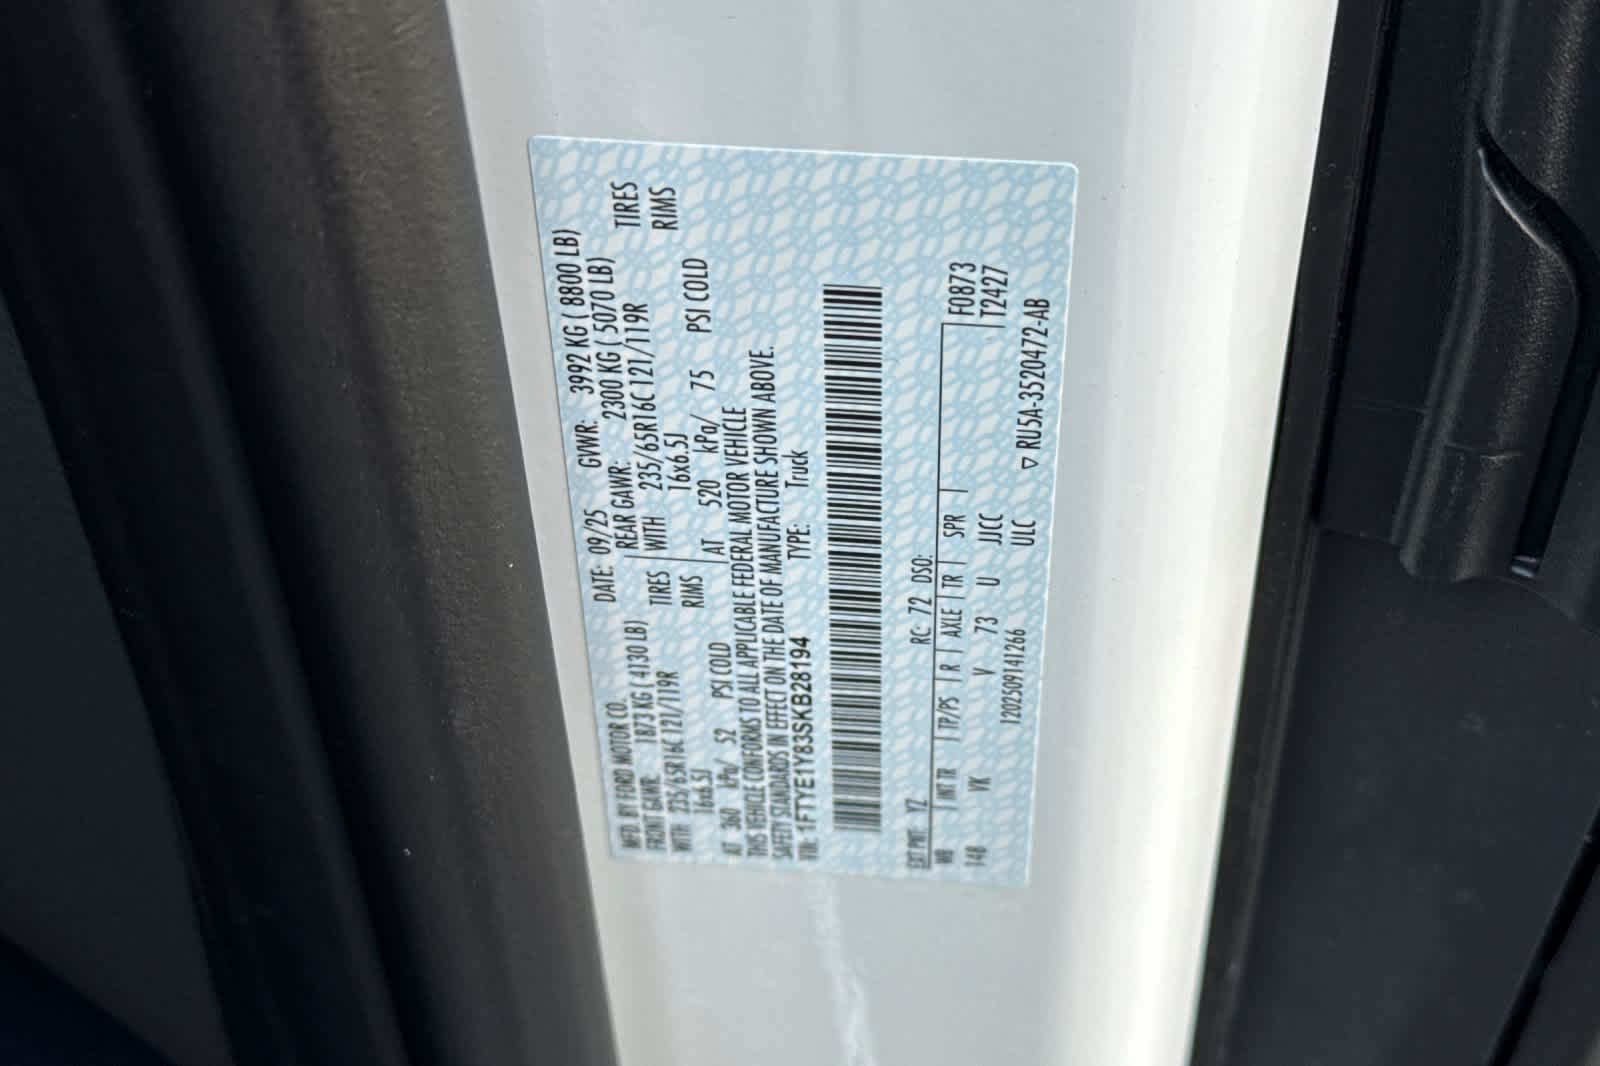 MFD. BY FORD MOTOR CO. DATE: 09/25 GVWR: 3992 KG ( 8800 LB)
FRONT GAWR: 1873 KG ( 4130 LB) REAR GAWR: 2300 KG ( 5070 LB)
WITH 235/65R16C 121/119R TIRES WITH 235/65R16C 121/119R TIRES
16x6.5J RIMS 16x6.5J RIMS
AT 360 kPa/ 52 PSI COLD AT 520 kPa/ 75 PSI COLD
THIS VEHICLE CONFORMS TO ALL APPLICABLE FEDERAL MOTOR VEHICLE
SAFETY STANDARDS IN EFFECT ON THE DATE OF MANUFACTURE SHOWN ABOVE.
VIN: 1FTYE1Y83SKB28194 TYPE: Truck
EXT PNT: YZ RC: 72 DSO: F0873
WB INT TR TP/PS R AXLE TR SPR T2427
148 VK V 73 U JJCC
1202509141266 ULC ▽ RU5A-3520472-AB